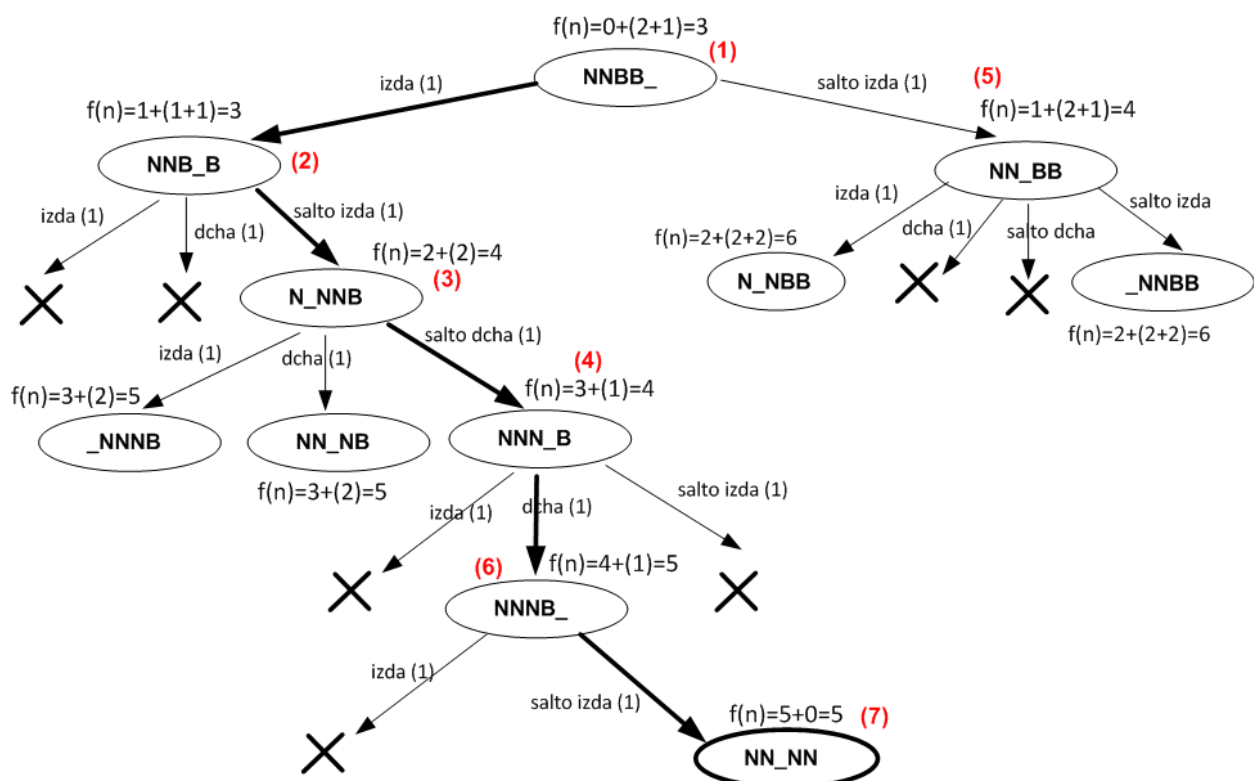 f(n)=0+(2+1)=3
(1)
NNBB_
izda (1)
salto izda (1)
(5)
f(n)=1+(1+1)=3
f(n)=1+(2+1)=4
NNB_B
(2)
NN_BB
izda (1)
dcha (1)
salto izda (1)
izda (1)
dcha (1)
salto dcha
salto izda
f(n)=2+(2)=4
(3)
f(n)=2+(2+2)=6
N_NNB
N_NBB
_NNBB
f(n)=2+(2+2)=6
izda (1)
dcha (1)
salto dcha (1)
(4)
f(n)=3+(2)=5
f(n)=3+(1)=4
_NNNB
NN_NB
NNN_B
f(n)=3+(2)=5
izda (1)
dcha (1)
salto izda (1)
(6)
f(n)=4+(1)=5
NNNB_
izda (1)
salto izda (1)
f(n)=5+0=5
(7)
NN_NN